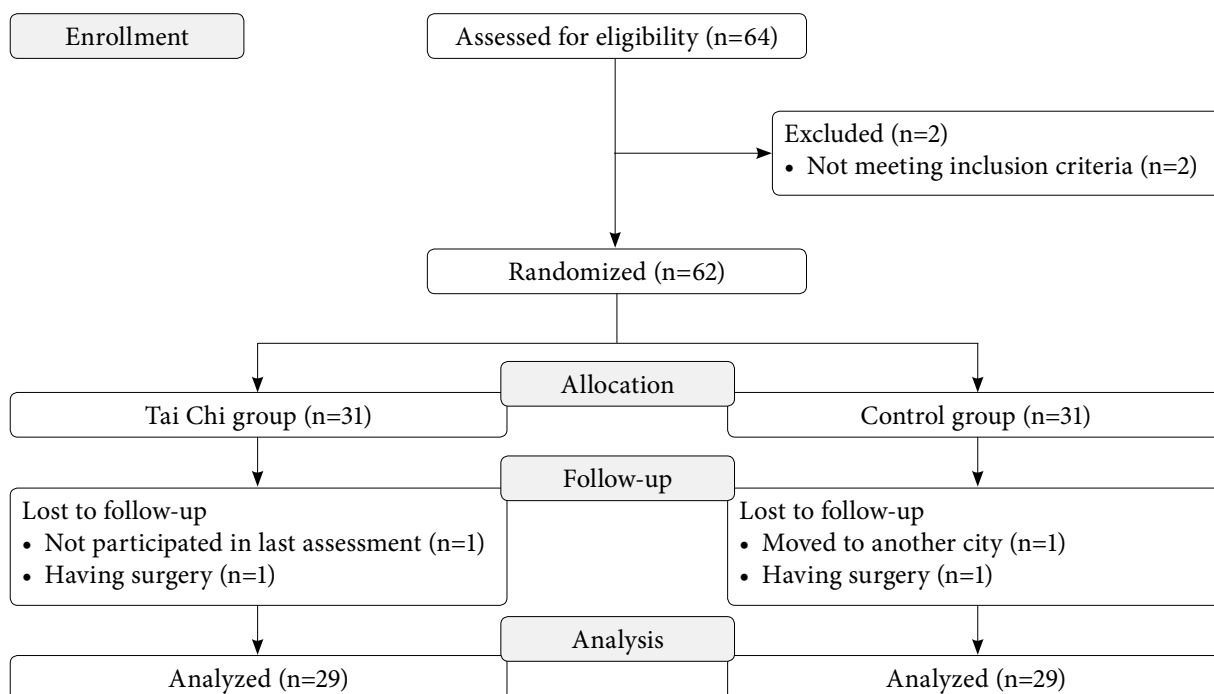 Enrollment
Assessed for eligibility (n=64)
Excluded (n=2)
• Not meeting inclusion criteria (n=2)
Randomized (n=62)
Allocation
Tai Chi group (n=31)
Control group (n=31)
Follow-up
Lost to follow-up
• Not participated in last assessment (n=1)
• Having surgery (n=1)
Lost to follow-up
• Moved to another city (n=1)
• Having surgery (n=1)
Analysis
Analyzed (n=29)
Analyzed (n=29)